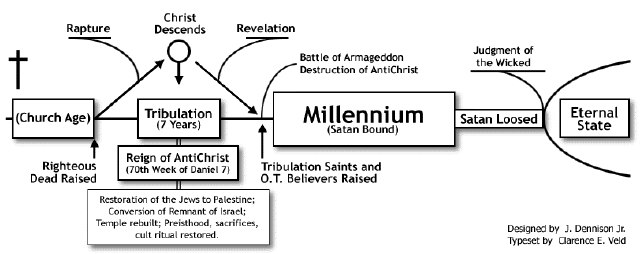 Christ
Descends
Rapture
Revelation
Battle of Armageddon
Destruction of AntiChrist
Judgment of
the Wicked
(Church Age)
Tribulation
(7 Years)
Millennium
(Satan Bound)
Satan Loosed
Eternal
State
Righteous
Dead Raised
Reign of AntiChrist
(70th Week of Daniel 7)
Tribulation Saints and
O.T. Believers Raised
Restoration of the Jews to Palestine;
Conversion of Remnant of Israel;
Temple rebuilt; Preisthood, sacrifices,
cult ritual restored.
Designed by J. Dennison Jr.
Typeset by Clarence E. Veld